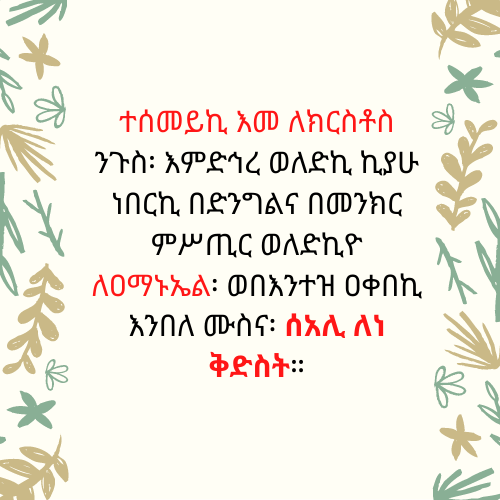 ተሰመይኪ እመ ለክርስቶስ
ንጉስ፡ እምድኅረ ወለድኪ ኪያሁ
ነበርኪ በድንግልና በመንክር
ምሥጢር ወለድኪዮ
ለዐማኑኤል፡ ወበእንተዝ ዐቀበኪ
እንበለ ሙስና፡ ሰአሊ ለነ
ቅድስት።